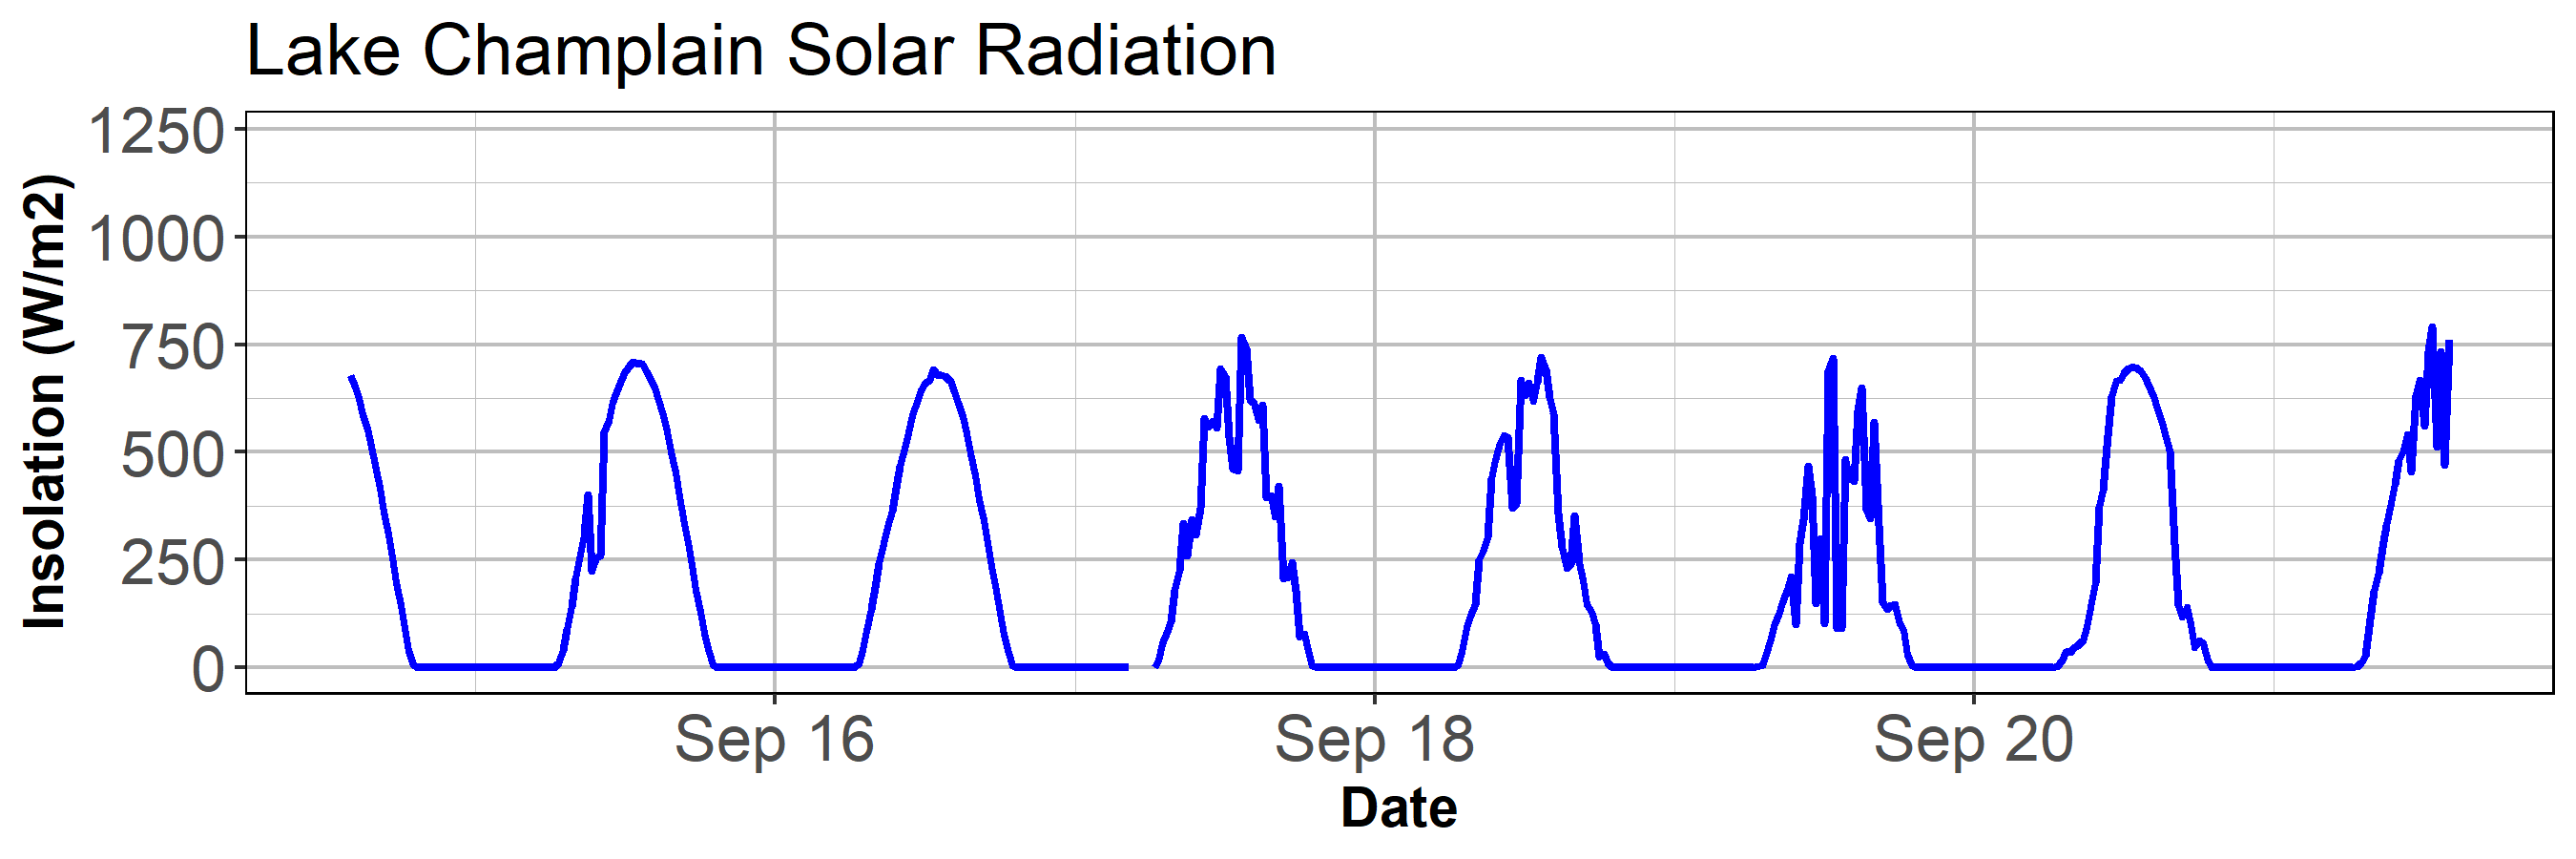 Lake Champlain Solar Radiation
Insolation (W/m2)
1250
1000
750
500
250
0
Sep 16 Sep 18 Sep 20
Date